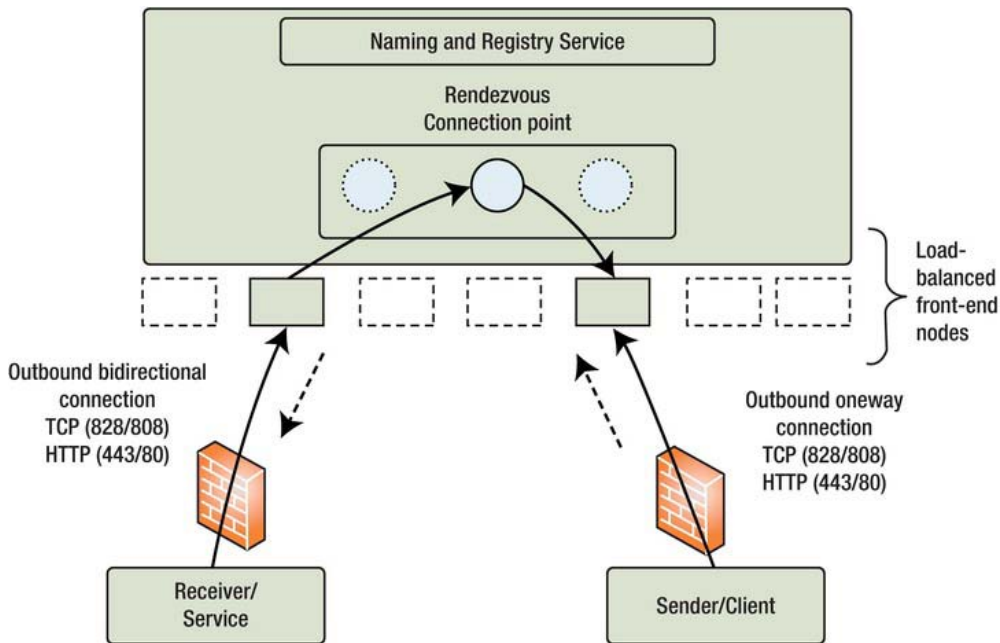 Naming and Registry Service
Rendezvous
Connection point
Load-
balanced
front-end
nodes
Outbound bidirectional
connection
TCP (828/808)
HTTP (443/80)
Outbound oneway
connection
TCP (828/808)
HTTP (443/80)
Receiver/
Service
Sender/Client